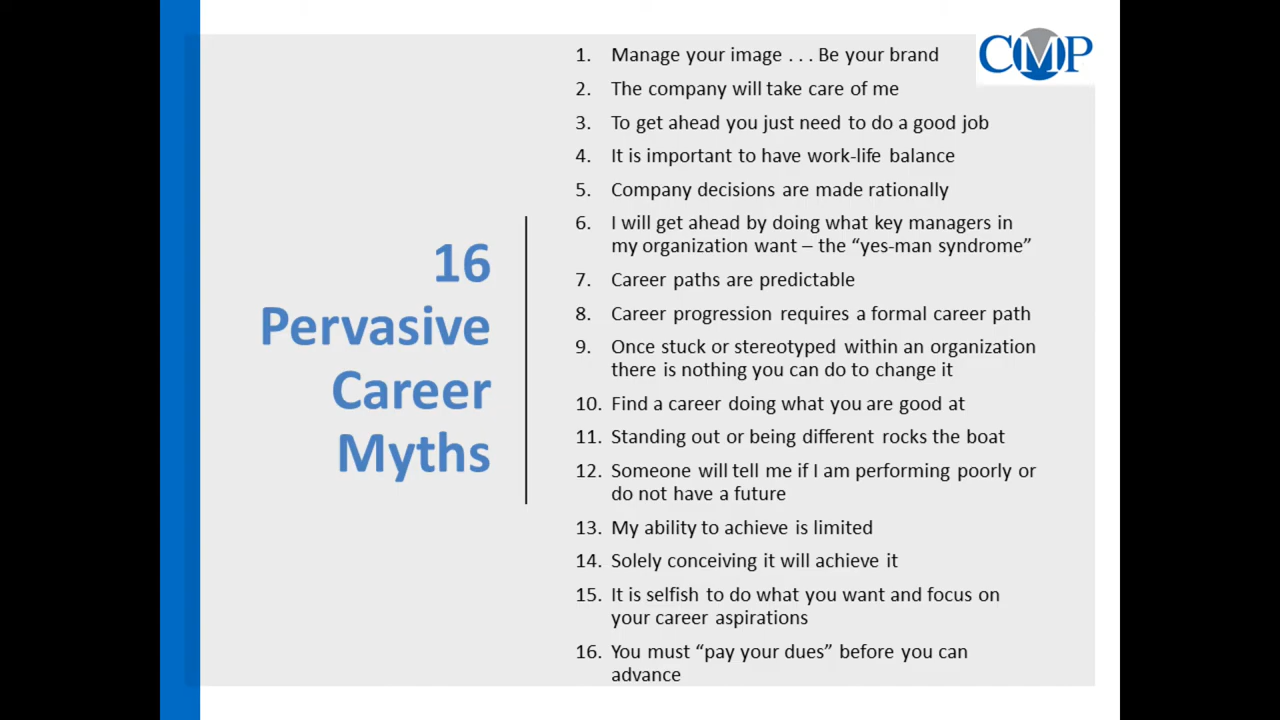 16
Pervasive
Career
Myths
CMP
1. Manage your image . . . Be your brand
2. The company will take care of me
3. To get ahead you just need to do a good job
4. It is important to have work-life balance
5. Company decisions are made rationally
6. I will get ahead by doing what key managers in
my organization want – the “yes-man syndrome”
7. Career paths are predictable
8. Career progression requires a formal career path
9. Once stuck or stereotyped within an organization
there is nothing you can do to change it
10. Find a career doing what you are good at
11. Standing out or being different rocks the boat
12. Someone will tell me if I am performing poorly or
do not have a future
13. My ability to achieve is limited
14. Solely conceiving it will achieve it
15. It is selfish to do what you want and focus on
your career aspirations
16. You must “pay your dues” before you can
advance